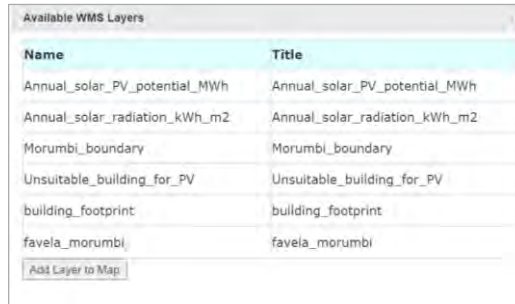 Available WMS Layers
Name Title
Annual_solar_PV_potential_MWh Annual_solar_PV_potential_MWh
Annual_solar_radiation_kWh_m2 Annual_solar_radiation_kWh_m2
Morumbi_boundary Morumbi_boundary
Unsuitable_building_for_PV Unsuitable_building_for_PV
building_footprint building_footprint
favela_morumbi favela_morumbi
Add Layer to Map